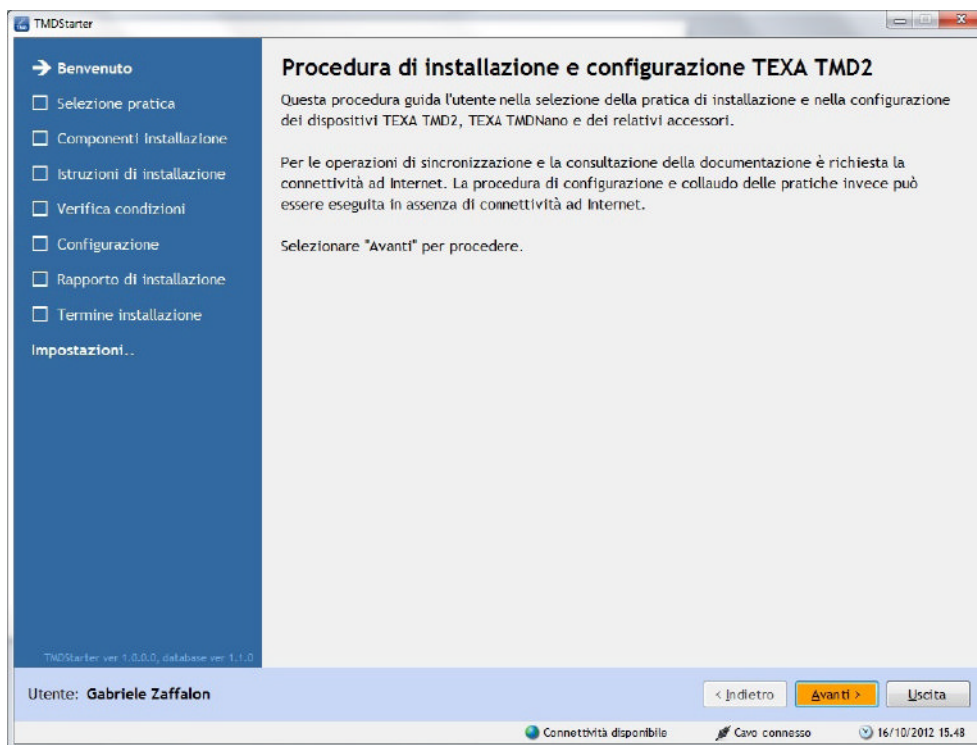 TMDStarter
Benvenuto
Selezione pratica
Componenti installazione
Istruzioni di installazione
Verifica condizioni
Configurazione
Rapporto di installazione
Termine installazione
Impostazioni..
TMDStarter ver 1.0.0.0, database ver 1.1.0
Procedura di installazione e configurazione TEXA TMD2
Questa procedura guida l'utente nella selezione della pratica di installazione e nella configurazione
dei dispositivi TEXA TMD2, TEXA TMDNano e dei relativi accessori.
Per le operazioni di sincronizzazione e la consultazione della documentazione è richiesta la
connettività ad Internet. La procedura di configurazione e collaudo delle pratiche invece può
essere eseguita in assenza di connettività ad Internet.
Selezionare "Avanti" per procedere.
Utente: Gabriele Zaffalon
< Indietro
Avanti >
Uscita
Connettività disponibile
Cavo connesso
16/10/2012 15.48